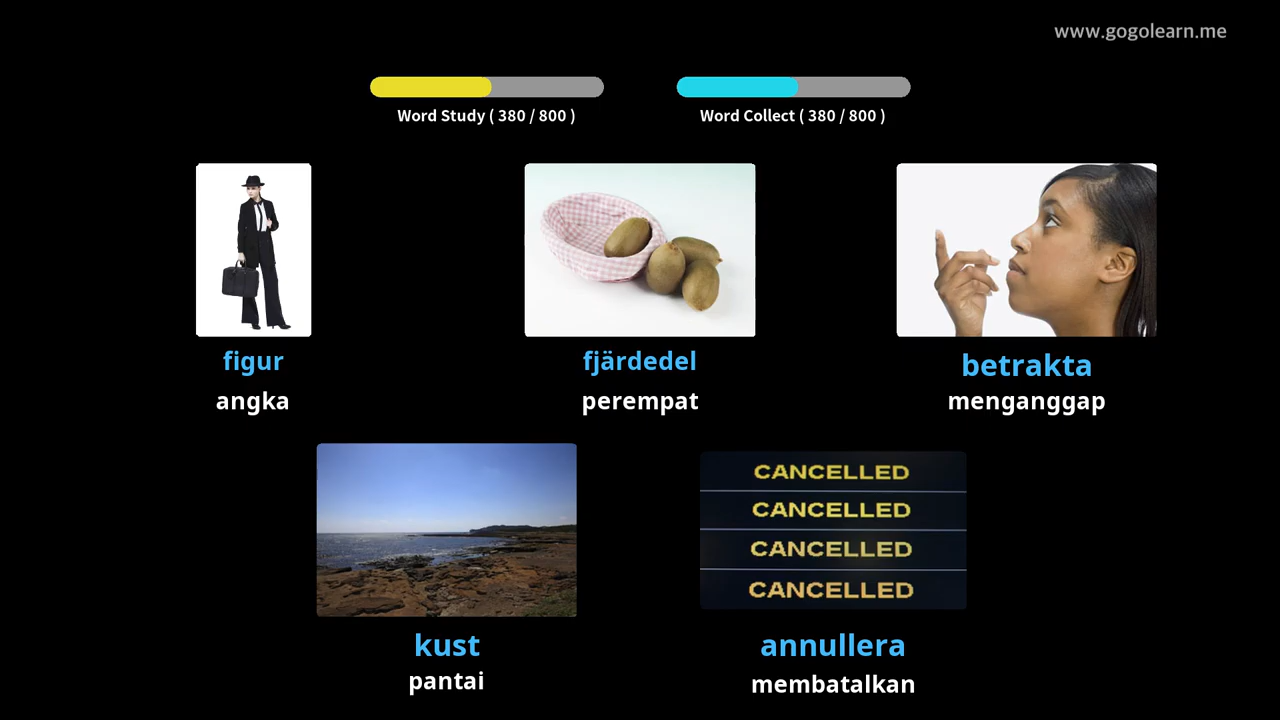 www.gogolearn.me
Word Study ( 380 / 800 )
Word Collect ( 380 / 800 )
figur
angka
fjärdedel
perempat
betrakta
menganggap
CANCELLED
CANCELLED
CANCELLED
CANCELLED
kust
pantai
annullera
membatalkan